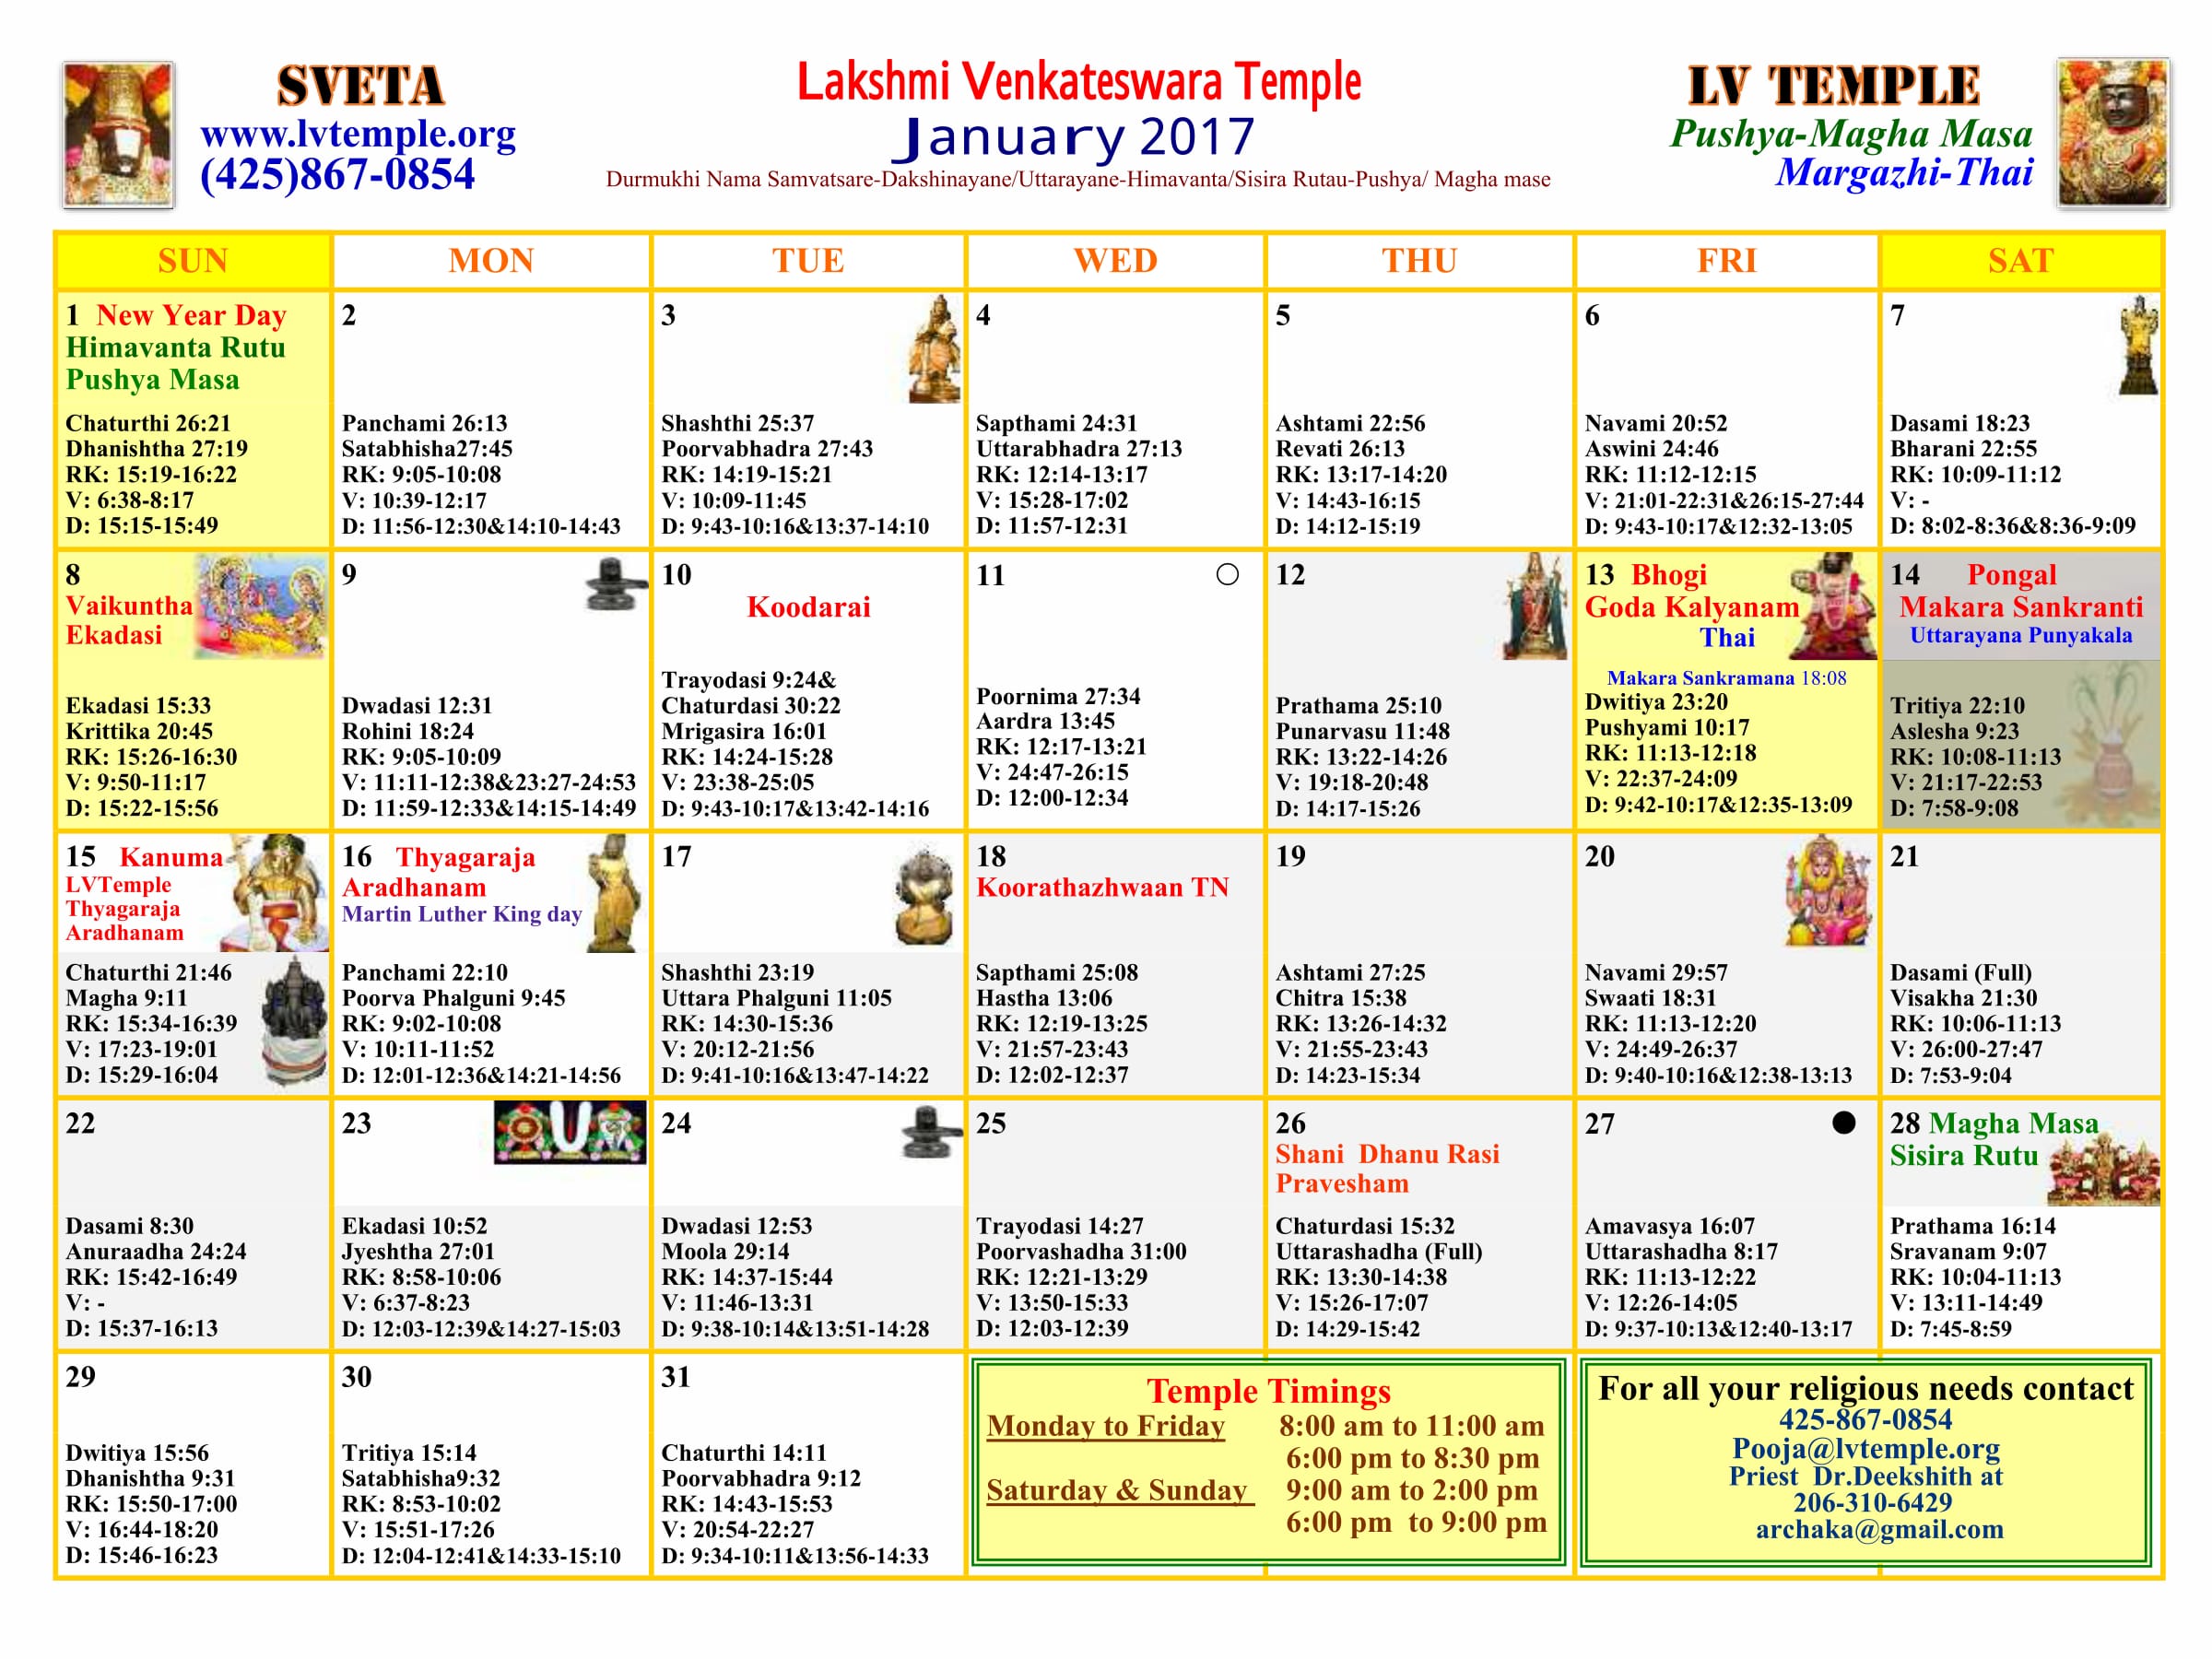 SVETA
www.lvtemple.org
(425)867-0854
Lakshmi Venkateswara Temple
January 2017
Durmukhi Nama Samvatsare-Dakshinayane/Uttarayane-Himavanta/Sisira Rutau-Pushya/ Magha mase
LV TEMPLE
Pushya-Magha Masa
Margazhi-Thai
SUN MON TUE WED THU FRI SAT
1 New Year Day
Himavanta Rutu
Pushya Masa
Chaturthi 26:21
Dhanishtha 27:19
RK: 15:19-16:22
V: 6:38-8:17
D: 15:15-15:49
2
Panchami 26:13
Satabhisha27:45
RK: 9:05-10:08
V: 10:39-12:17
D: 11:56-12:30&14:10-14:43
3
Shashthi 25:37
Poorvabhadra 27:43
RK: 14:19-15:21
V: 10:09-11:45
D: 9:43-10:16&13:37-14:10
4
Sapthami 24:31
Uttarabhadra 27:13
RK: 12:14-13:17
V: 15:28-17:02
D: 11:57-12:31
5
Ashtami 22:56
Revati 26:13
RK: 13:17-14:20
V: 14:43-16:15
D: 14:12-15:19
6
Navami 20:52
Aswini 24:46
RK: 11:12-12:15
V: 21:01-22:31&26:15-27:44
D: 9:43-10:17&12:32-13:05
7
Dasami 18:23
Bharani 22:55
RK: 10:09-11:12
V: -
D: 8:02-8:36&8:36-9:09
8
Vaikuntha
Ekadasi
Ekadasi 15:33
Krittika 20:45
RK: 15:26-16:30
V: 9:50-11:17
D: 15:22-15:56
9
Dwadasi 12:31
Rohini 18:24
RK: 9:05-10:09
V: 11:11-12:38&23:27-24:53
D: 11:59-12:33&14:15-14:49
10
Koodarai
Trayodasi 9:24&
Chaturdasi 30:22
Mrigasira 16:01
RK: 14:24-15:28
V: 23:38-25:05
D: 9:43-10:17&13:42-14:16
11
Poornima 27:34
Aardra 13:45
RK: 12:17-13:21
V: 24:47-26:15
D: 12:00-12:34
12
Prathama 25:10
Punarvasu 11:48
RK: 13:22-14:26
V: 19:18-20:48
D: 14:17-15:26
13 Bhogi
Goda Kalyanam
Thai
Makara Sankramana 18:08
Dwitiya 23:20
Pushyami 10:17
RK: 11:13-12:18
V: 22:37-24:09
D: 9:42-10:17&12:35-13:09
14 Pongal
Makara Sankranti
Uttarayana Punyakala
Tritiya 22:10
Aslesha 9:23
RK: 10:08-11:13
V: 21:17-22:53
D: 7:58-9:08
15 Kanuma
LVTemple
Thyagaraja
Aradhanam
Chaturthi 21:46
Magha 9:11
RK: 15:34-16:39
V: 17:23-19:01
D: 15:29-16:04
16 Thyagaraja
Aradhanam
Martin Luther King day
Panchami 22:10
Poorva Phalguni 9:45
RK: 9:02-10:08
V: 10:11-11:52
D: 12:01-12:36&14:21-14:56
17
Shashthi 23:19
Uttara Phalguni 11:05
RK: 14:30-15:36
V: 20:12-21:56
D: 9:41-10:16&13:47-14:22
18
Koorathazhwaan TN
Sapthami 25:08
Hastha 13:06
RK: 12:19-13:25
V: 21:57-23:43
D: 12:02-12:37
19
Ashtami 27:25
Chitra 15:38
RK: 13:26-14:32
V: 21:55-23:43
D: 14:23-15:34
20
Navami 29:57
Swaati 18:31
RK: 11:13-12:20
V: 24:49-26:37
D: 9:40-10:16&12:38-13:13
21
Dasami (Full)
Visakha 21:30
RK: 10:06-11:13
V: 26:00-27:47
D: 7:53-9:04
22
Dasami 8:30
Anuraadha 24:24
RK: 15:42-16:49
V: -
D: 15:37-16:13
23
Ekadasi 10:52
Jyeshtha 27:01
RK: 8:58-10:06
V: 6:37-8:23
D: 12:03-12:39&14:27-15:03
24
Dwadasi 12:53
Moola 29:14
RK: 14:37-15:44
V: 11:46-13:31
D: 9:38-10:14&13:51-14:28
25
Trayodasi 14:27
Poorvashadha 31:00
RK: 12:21-13:29
V: 13:50-15:33
D: 12:03-12:39
26
Shani Dhanu Rasi
Pravesham
Chaturdasi 15:32
Uttarashadha (Full)
RK: 13:30-14:38
V: 15:26-17:07
D: 14:29-15:42
27
Amavasya 16:07
Uttarashadha 8:17
RK: 11:13-12:22
V: 12:26-14:05
D: 9:37-10:13&12:40-13:17
28 Magha Masa
Sisira Rutu
Prathama 16:14
Sravanam 9:07
RK: 10:04-11:13
V: 13:11-14:49
D: 7:45-8:59
29
Dwitiya 15:56
Dhanishtha 9:31
RK: 15:50-17:00
V: 16:44-18:20
D: 15:46-16:23
30
Tritiya 15:14
Satabhisha9:32
RK: 8:53-10:02
V: 15:51-17:26
D: 12:04-12:41&14:33-15:10
31
Chaturthi 14:11
Poorvabhadra 9:12
RK: 14:43-15:53
V: 20:54-22:27
D: 9:34-10:11&13:56-14:33
Temple Timings
Monday to Friday 8:00 am to 11:00 am
6:00 pm to 8:30 pm
Saturday & Sunday 9:00 am to 2:00 pm
6:00 pm to 9:00 pm
For all your religious needs contact
425-867-0854
Pooja@lvtemple.org
Priest Dr.Deekshith at
206-310-6429
archaka@gmail.com